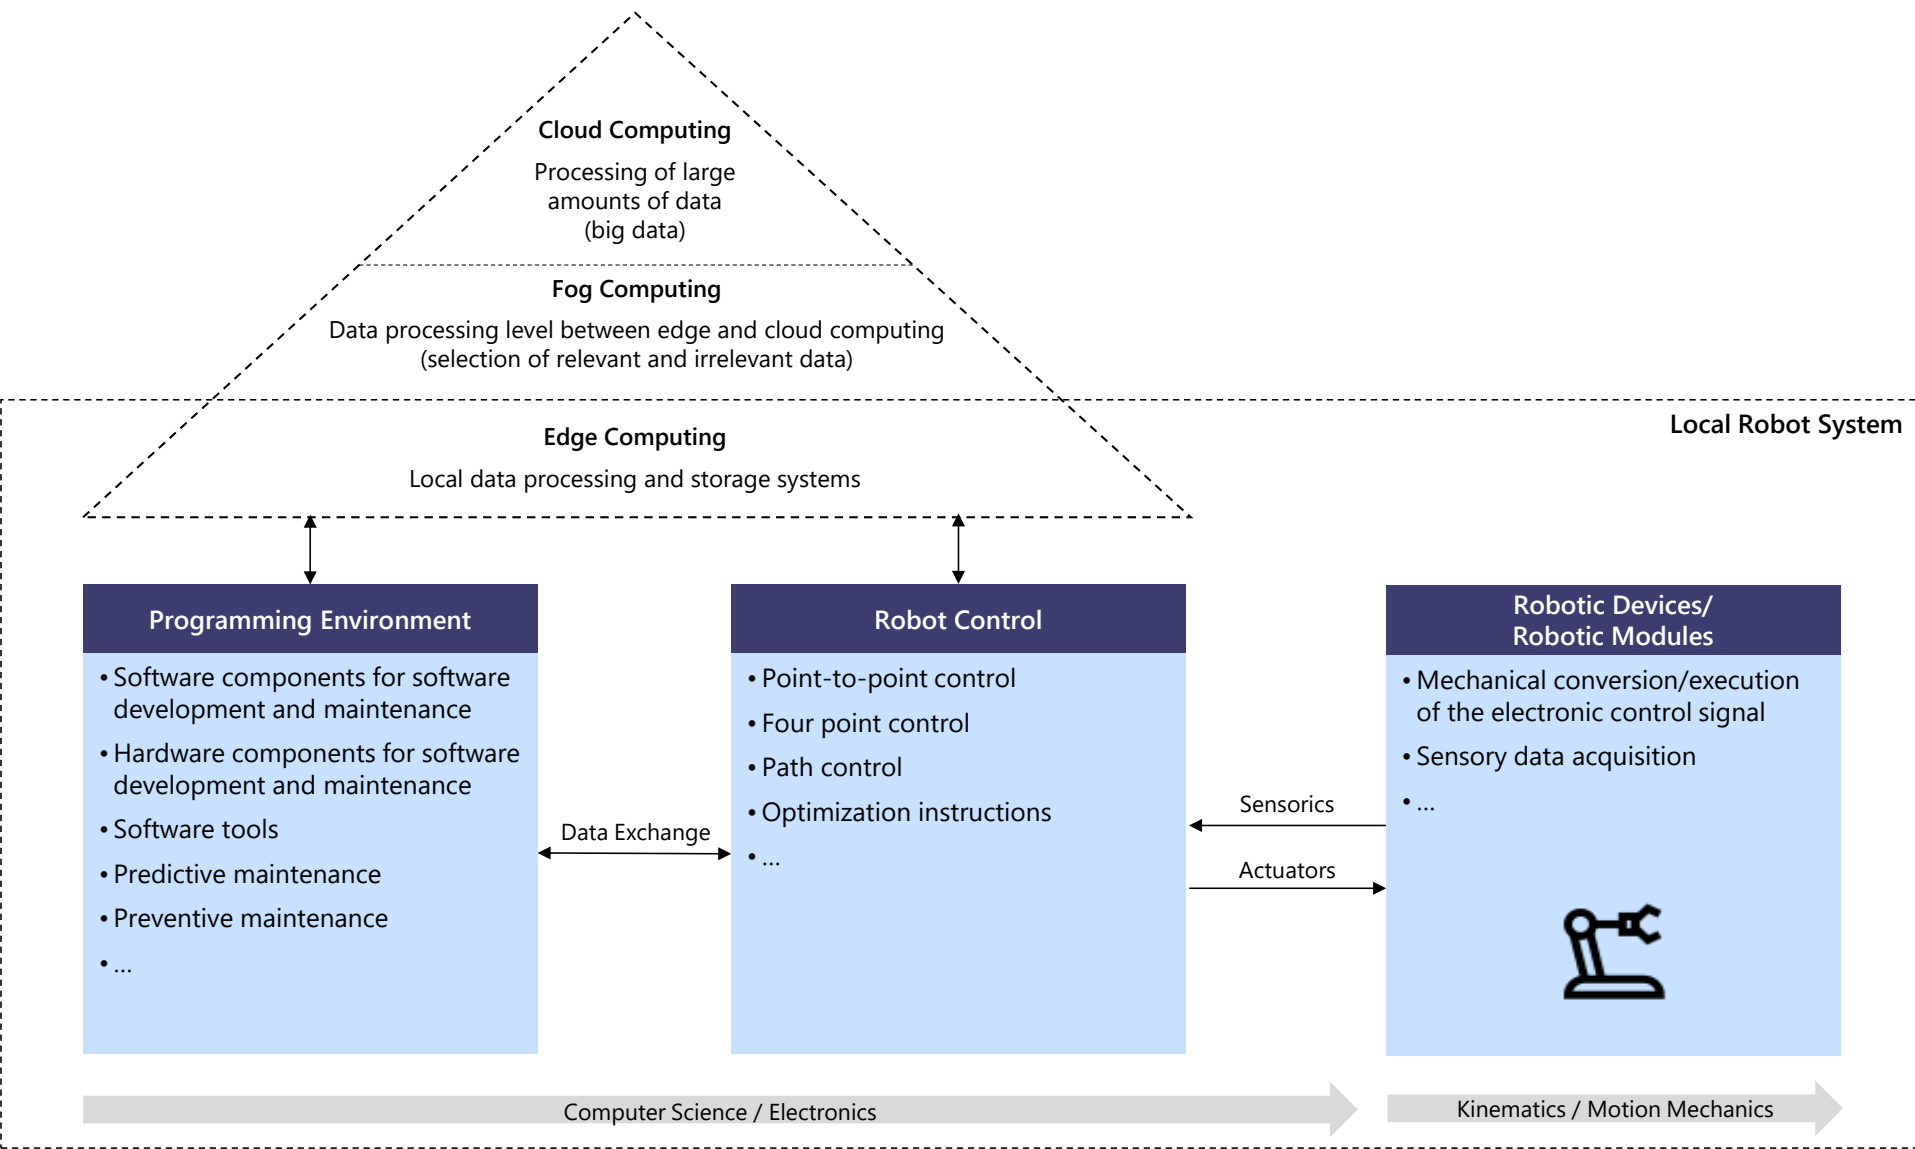 Cloud Computing
Processing of large
amounts of data
(big data)
Fog Computing
Data processing level between edge and cloud computing
(selection of relevant and irrelevant data)
Local Robot System
Edge Computing
Local data processing and storage systems
Programming Environment
• Software components for software
development and maintenance
• Hardware components for software
development and maintenance
• Software tools
• Predictive maintenance
• Preventive maintenance
• ...
Data Exchange
Robot Control
• Point-to-point control
• Four point control
• Path control
• Optimization instructions
• ...
Sensorics
Actuators
Robotic Devices/
Robotic Modules
• Mechanical conversion/execution
of the electronic control signal
• Sensory data acquisition
• ...
Computer Science / Electronics
Kinematics / Motion Mechanics